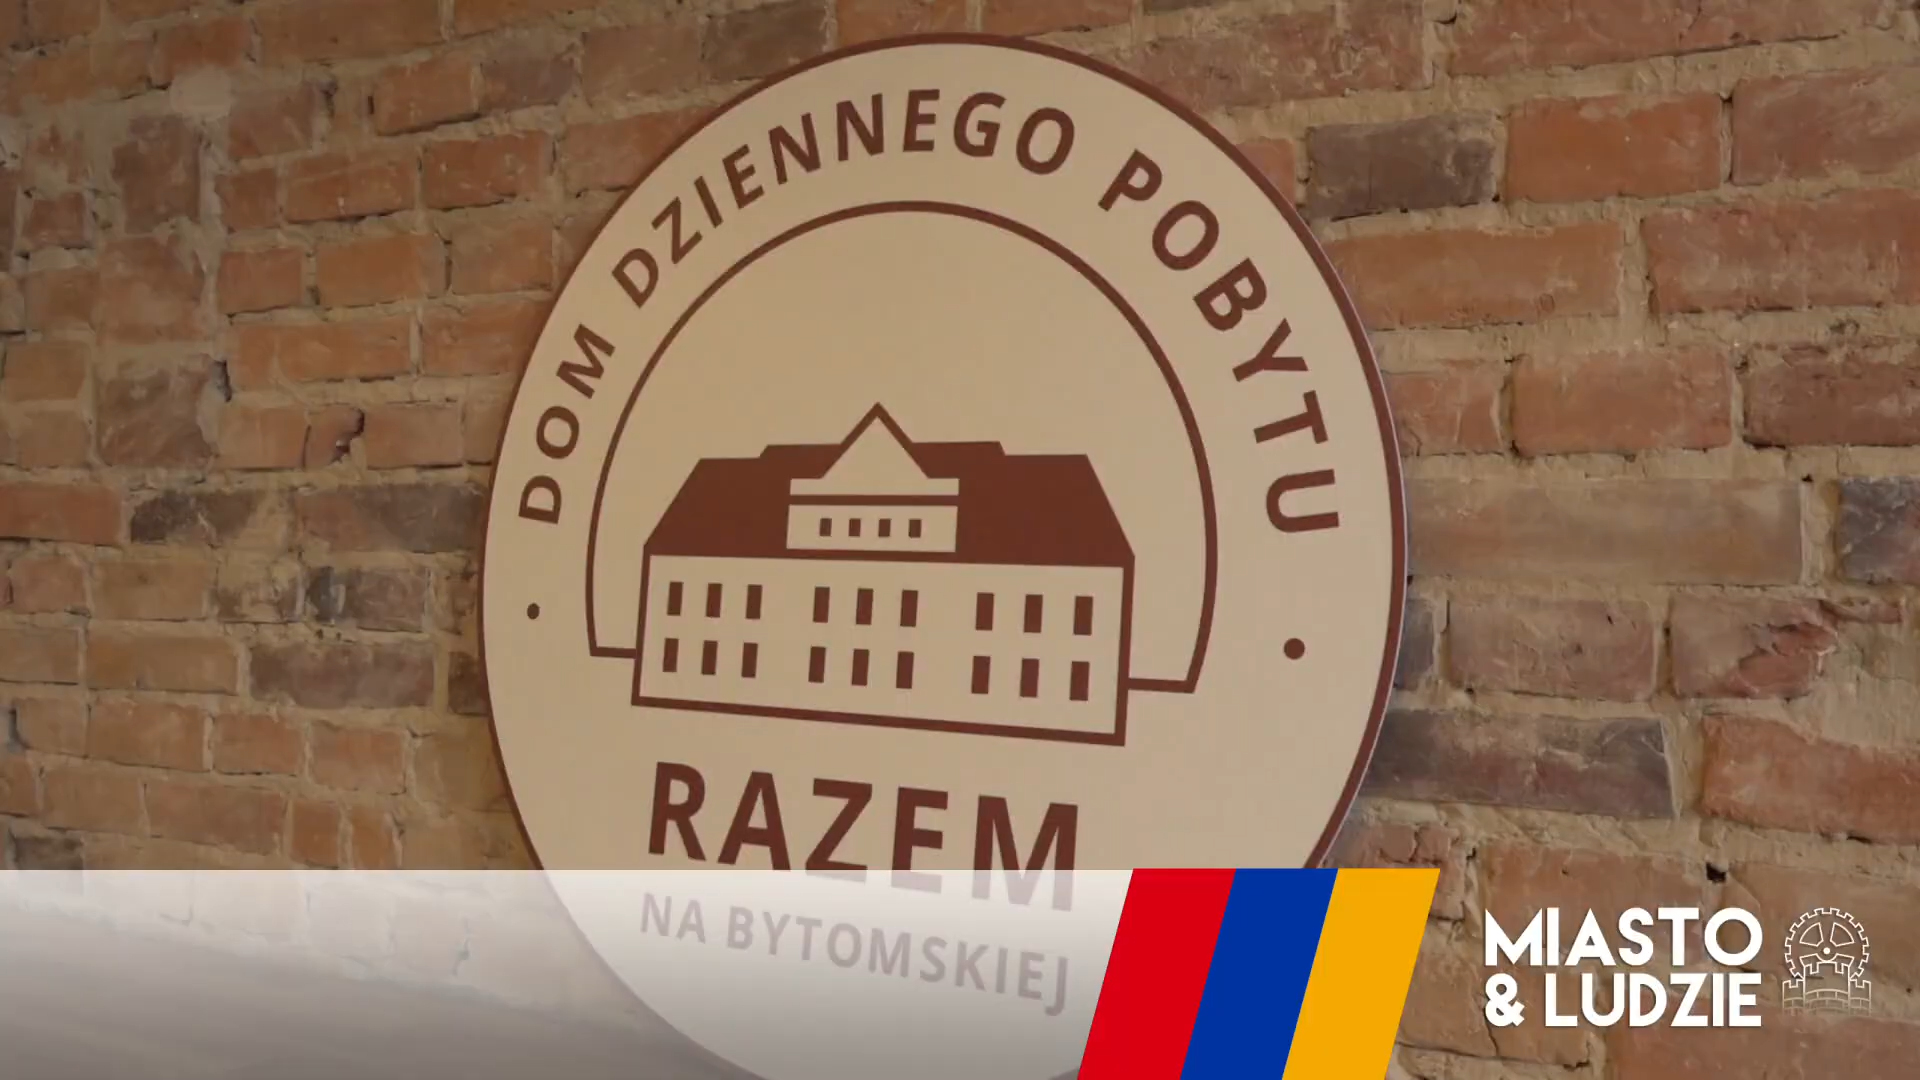 DOM DZIENNEGO POBYTU
RAZEM
NA BYTOMSKIEJ
MIASTO
& LUDZIE